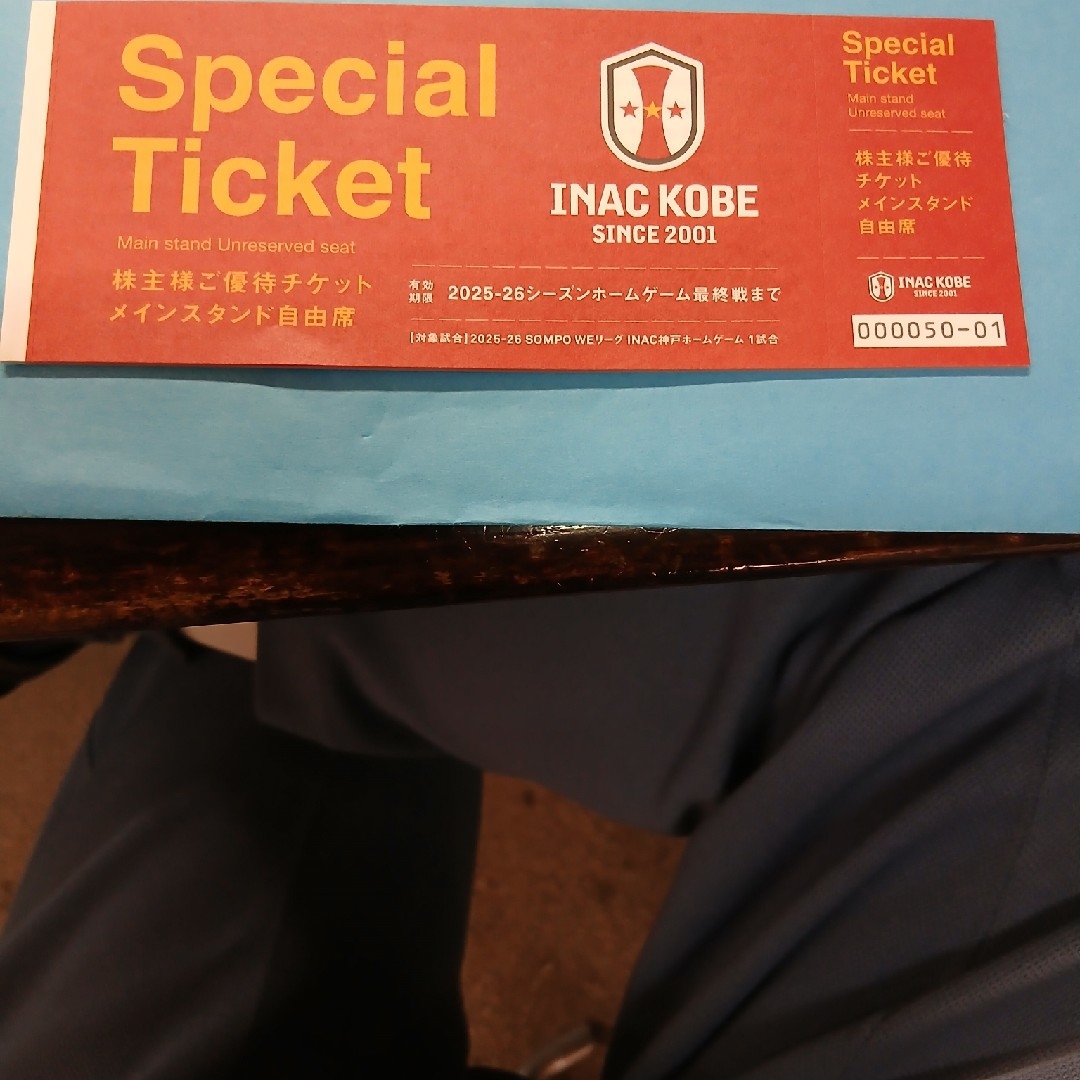 Special
Ticket
Main stand Unreserved seat
株主様ご優待チケット
メインスタンド自由席
INAC KOBE
SINCE 2001
有効
期限
2025-26シーズンホームゲーム最終戦まで
[対象試合]2025-26 SOMPO WEリーグ INAC神戸ホームゲーム 1試合
Special
Ticket
Main stand
Unreserved seat
株主様ご優待
チケット
メインスタンド
自由席
INAC KOBE
SINCE 2001
000050-01